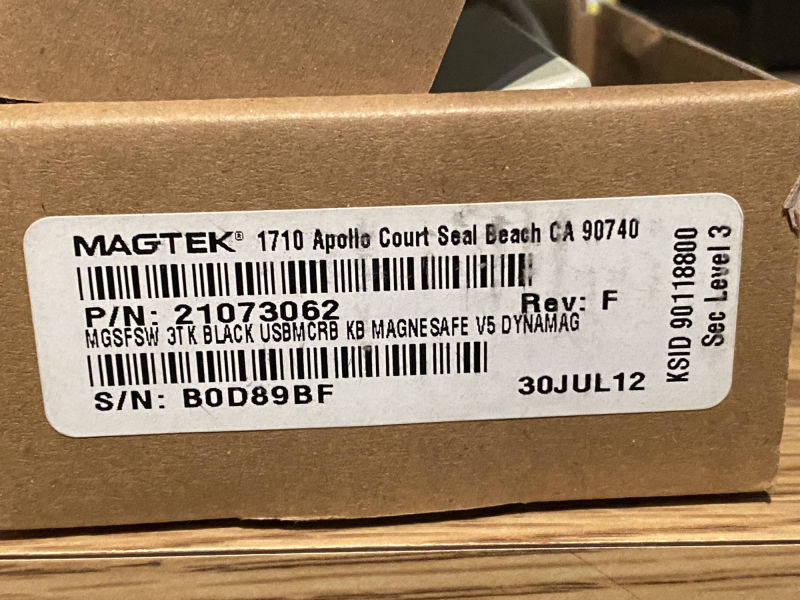 MAGTEK® 1710 Apollo Court Seal Beach CA 90740
P/N: 21073062 Rev: F
MGSFSW 3TK BLACK USBMCRB KB MAGNESAFE V5 DYNAMAG
S/N: B0D89BF 30JUL12
KSID 90118800
Sec Level 3